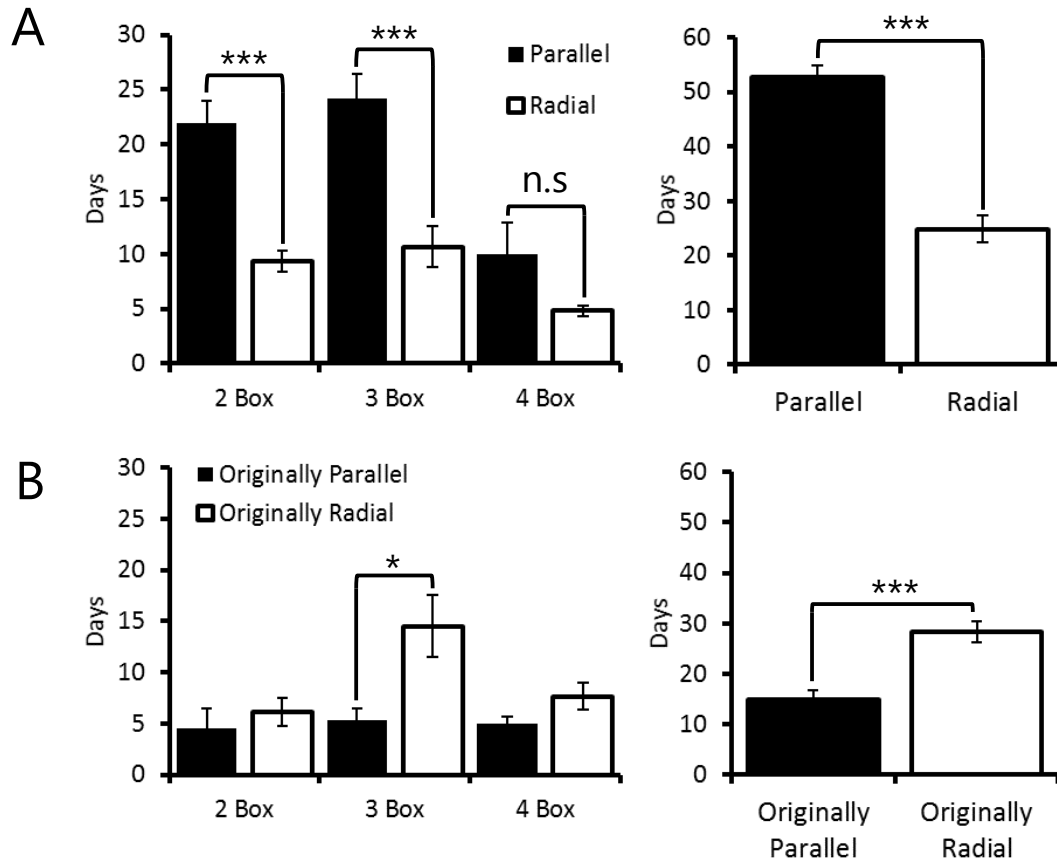 A
30
25
20
15
10
5
0
Days
***
***
n.s
Parallel
Radial
2 Box
3 Box
4 Box
60
50
40
30
20
10
0
Days
***
Parallel
Radial
B
30
25
20
15
10
5
0
Days
Originally Parallel
Originally Radial
*
2 Box
3 Box
4 Box
60
50
40
30
20
10
0
Days
***
Originally
Parallel
Originally
Radial